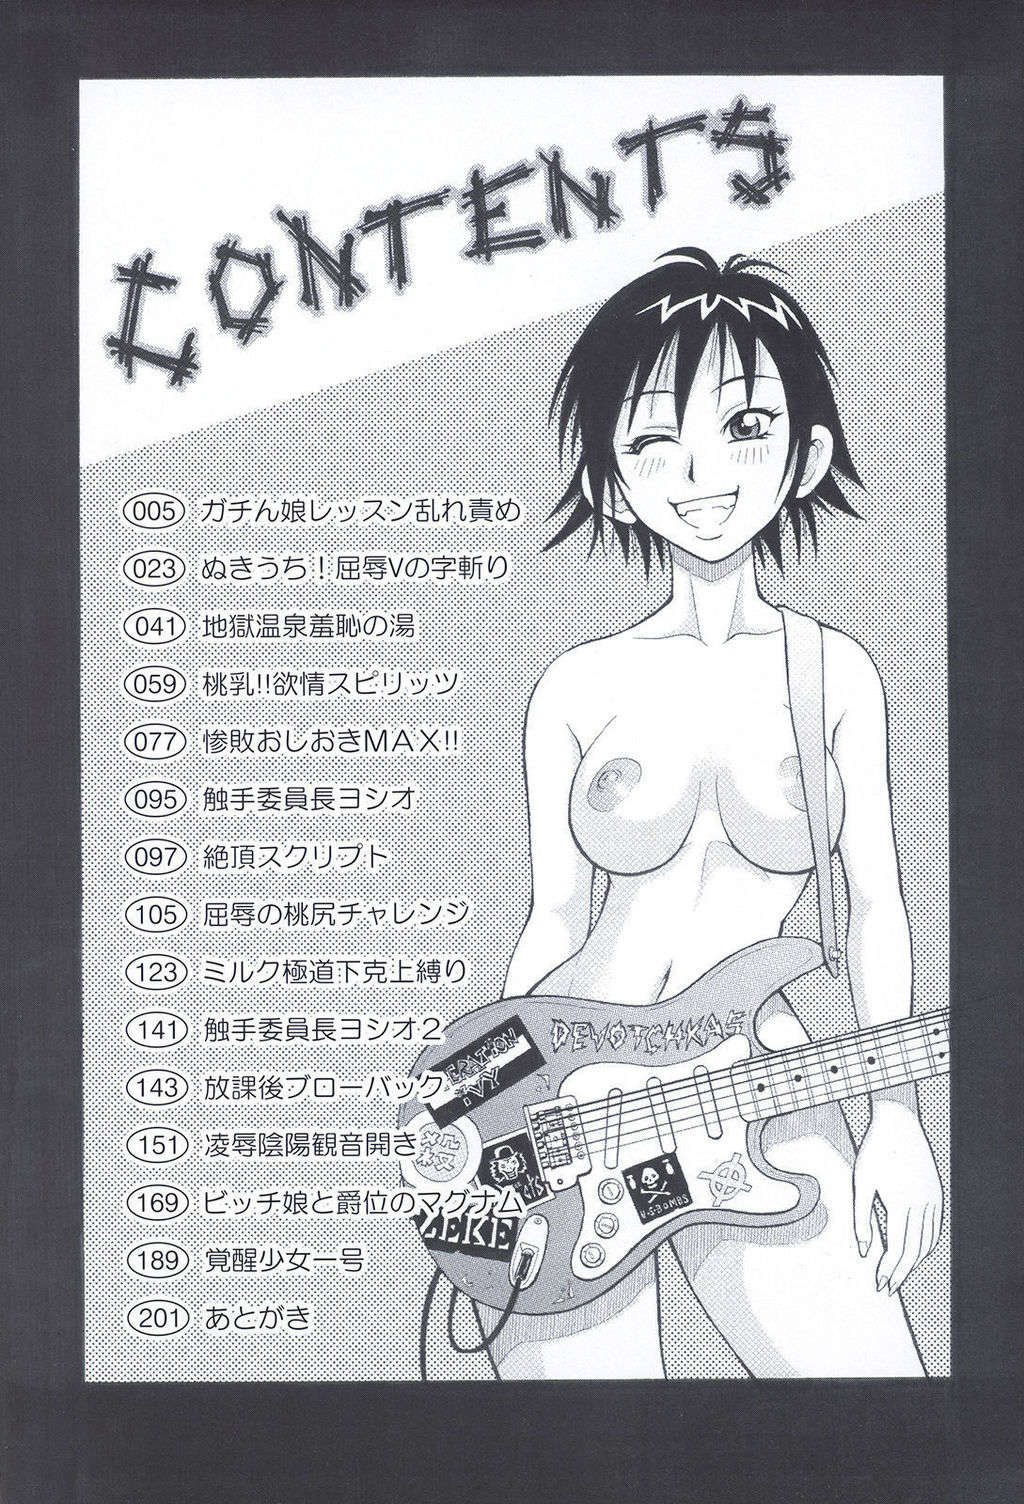 CONTENTS
005 ガチん娘レッスン乱れ責め
023 ぬきうち！屈辱Vの字斬り
041 地獄温泉羞恥の湯
059 桃乳!!欲情スピリッツ
077 惨敗おしおきMAX!!
095 触手委員長ヨシオ
097 絶頂スクリプト
105 屈辱の桃尻チャレンジ
123 ミルク極道下克上縛り
141 触手委員長ヨシオ2
143 放課後ブローバック
151 凌辱陰陽観音開き
169 ビッチ娘と爵位のマグナム
189 覚醒少女一号
201 あとがき
DEVOTCHKAS
ERATION
IVY
殺
U.S.BOMBS
ZEKE